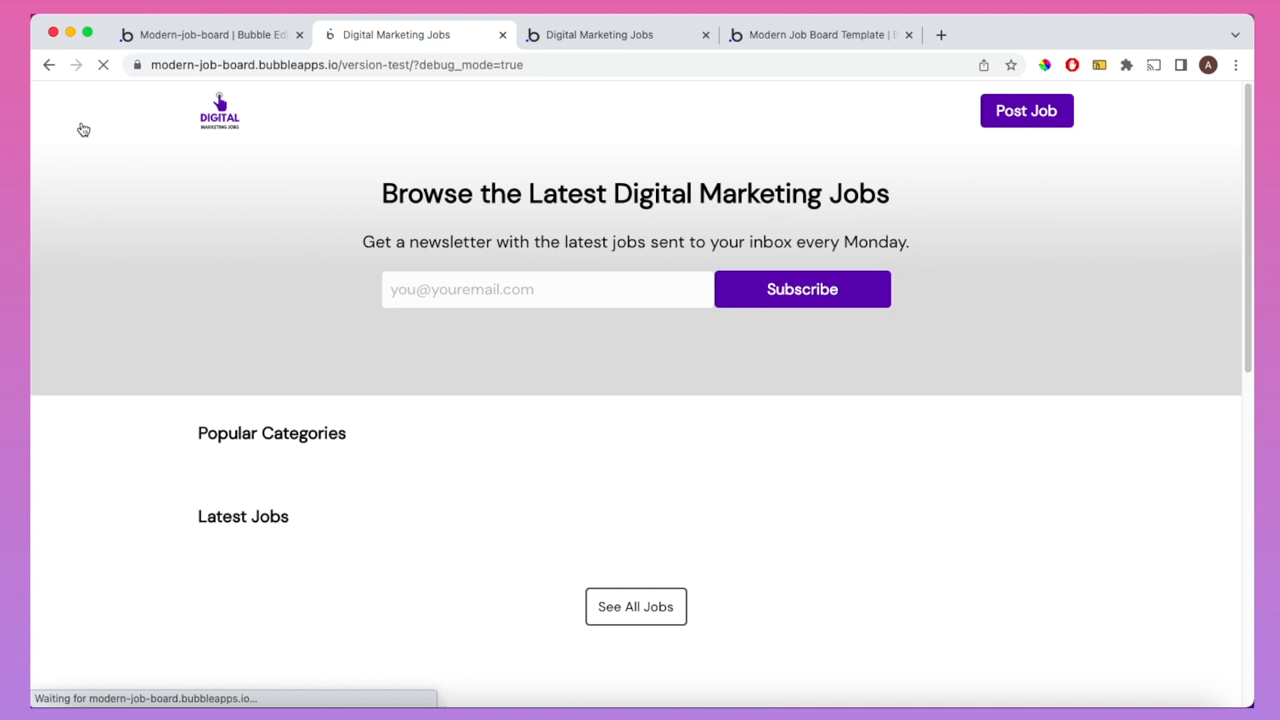 Modern-job-board | Bubble Edi
Digital Marketing Jobs
Digital Marketing Jobs
Modern Job Board Template | B
modern-job-board.bubbleapps.io/version-test/?debug_mode=true
A
DIGITAL
MARKETING JOBS
Post Job
Browse the Latest Digital Marketing Jobs
Get a newsletter with the latest jobs sent to your inbox every Monday.
you@youremail.com
Subscribe
Popular Categories
Latest Jobs
See All Jobs
Waiting for modern-job-board.bubbleapps.io...